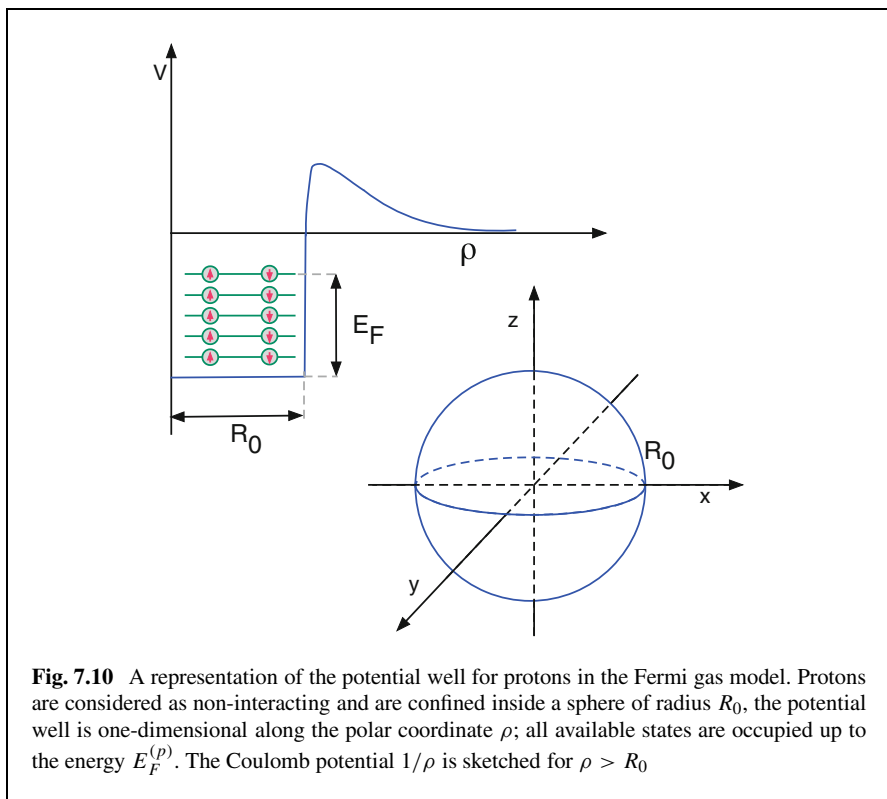 V
ρ
E_F
R_0
z
R_0
x
y
Fig. 7.10 A representation of the potential well for protons in the Fermi gas model. Protons
are considered as non-interacting and are confined inside a sphere of radius R_0, the potential
well is one-dimensional along the polar coordinate ρ; all available states are occupied up to
the energy E_F^{(p)}. The Coulomb potential 1/ρ is sketched for ρ > R_0